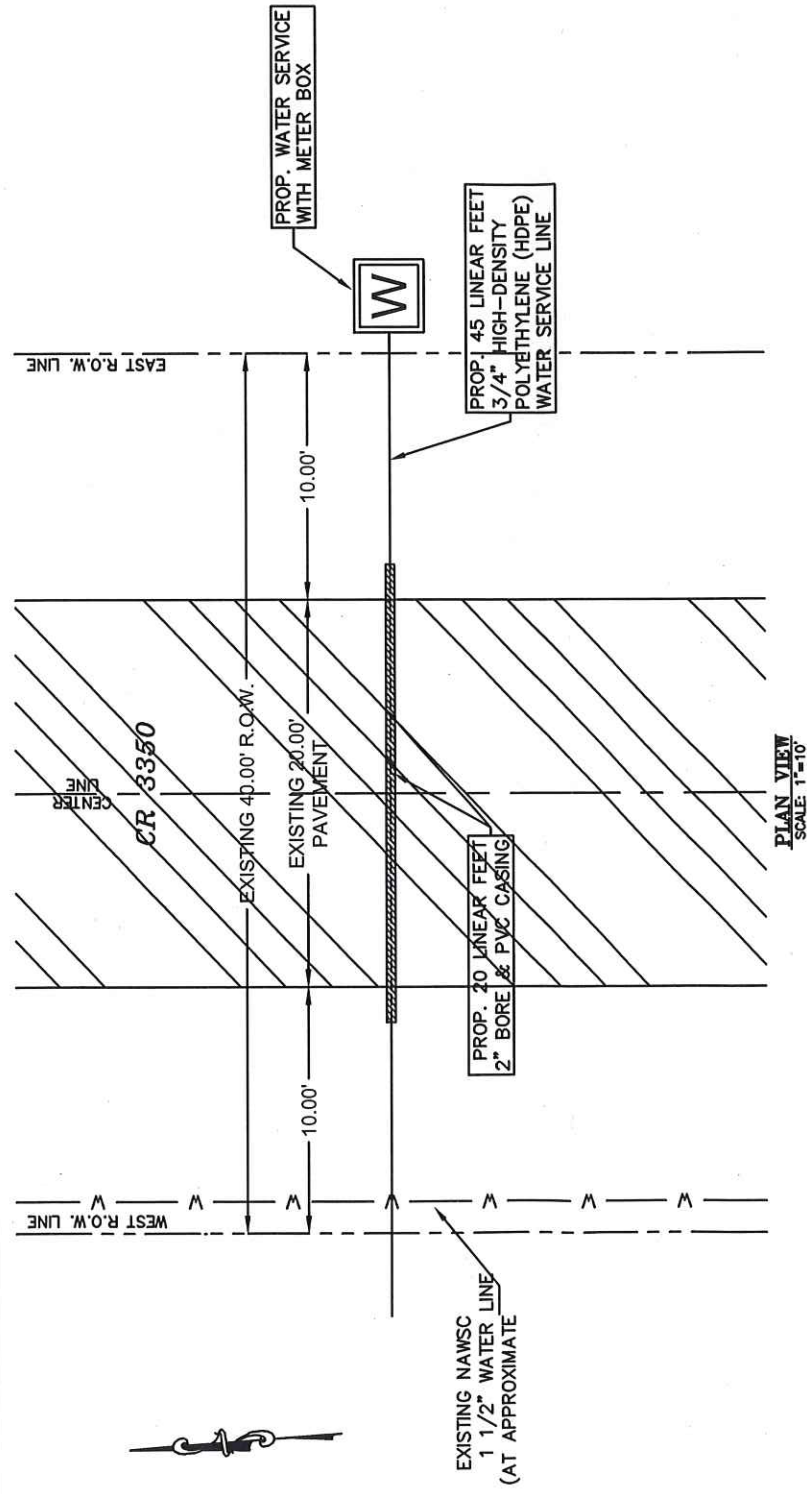 PROP. WATER SERVICE
WITH METER BOX
W
EAST R.O.W. LINE
PROP. 45 LINEAR FEET
3/4" HIGH-DENSITY
POLYETHYLENE (HDPE)
WATER SERVICE LINE
10.00'
CENTER
LINE
CR 3350
EXISTING 40.00' R.O.W.
EXISTING 20.00'
PAVEMENT
PROP. 20 LINEAR FEET
2" BORE & PVC CASING
10.00'
WEST R.O.W. LINE
W W W W W W W
EXISTING NAWSC
1 1/2" WATER LINE
(AT APPROXIMATE
PLAN VIEW
SCALE: 1"=10'